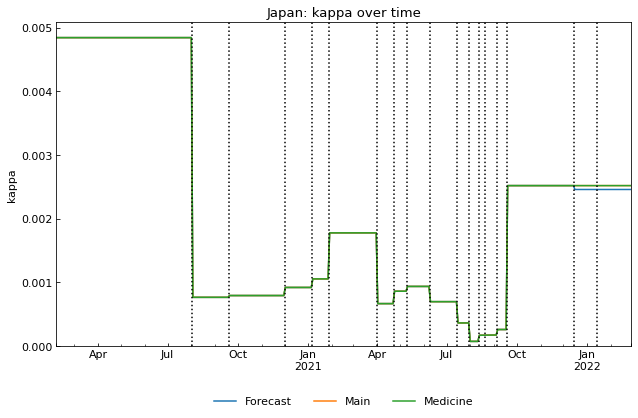 Japan: kappa over time
0.005
0.004
0.003
0.002
0.001
0.000
kappa
Apr Jul Oct Jan Apr Jul Oct Jan
2021 2022
Forecast Main Medicine